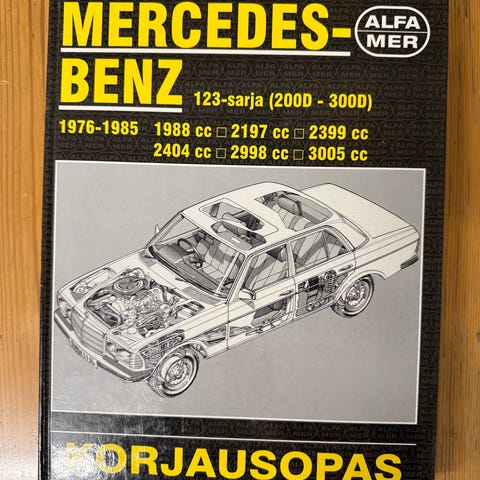 MERCEDES-
BENZ 123-sarja (200D - 300D)
ALFA
MER
1976-1985 1988 cc □ 2197 cc □ 2399 cc
2404 cc □ 2998 cc □ 3005 cc
KORJAUSOPAS